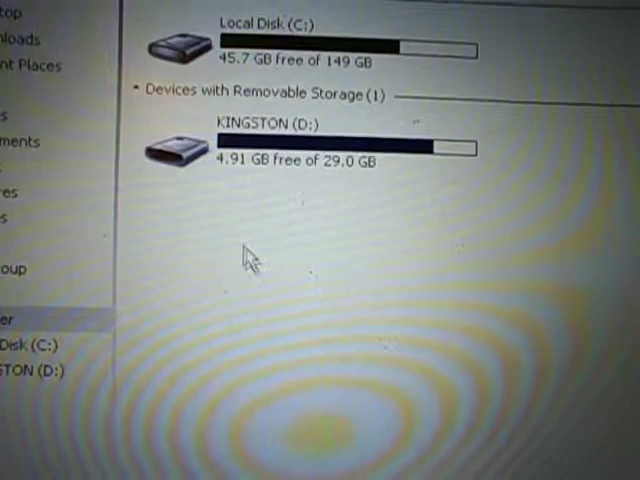 top
nloads
nt Places
s
ments
es
s
oup
er
Disk (C:)
STON (D:)
Local Disk (C:)
45.7 GB free of 149 GB
Devices with Removable Storage (1)
KINGSTON (D:)
4.91 GB free of 29.0 GB